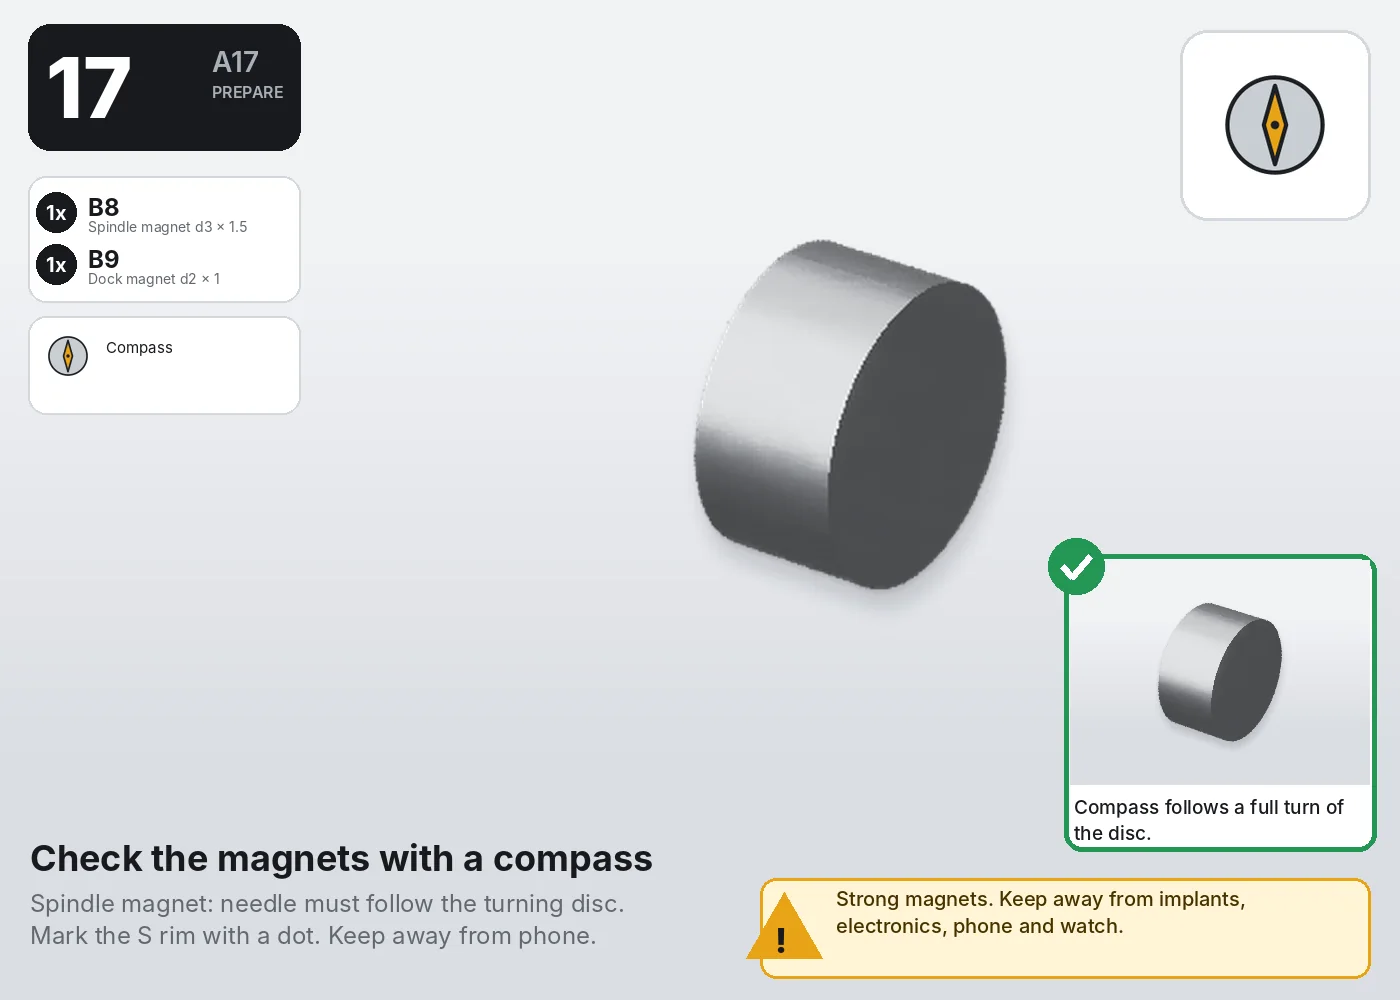 17
A17
PREPARE
1x
B8
Spindle magnet d3 × 1.5
1x
B9
Dock magnet d2 × 1
Compass
Compass follows a full turn of
the disc.
Check the magnets with a compass
Spindle magnet: needle must follow the turning disc.
Mark the S rim with a dot. Keep away from phone.
!
Strong magnets. Keep away from implants,
electronics, phone and watch.